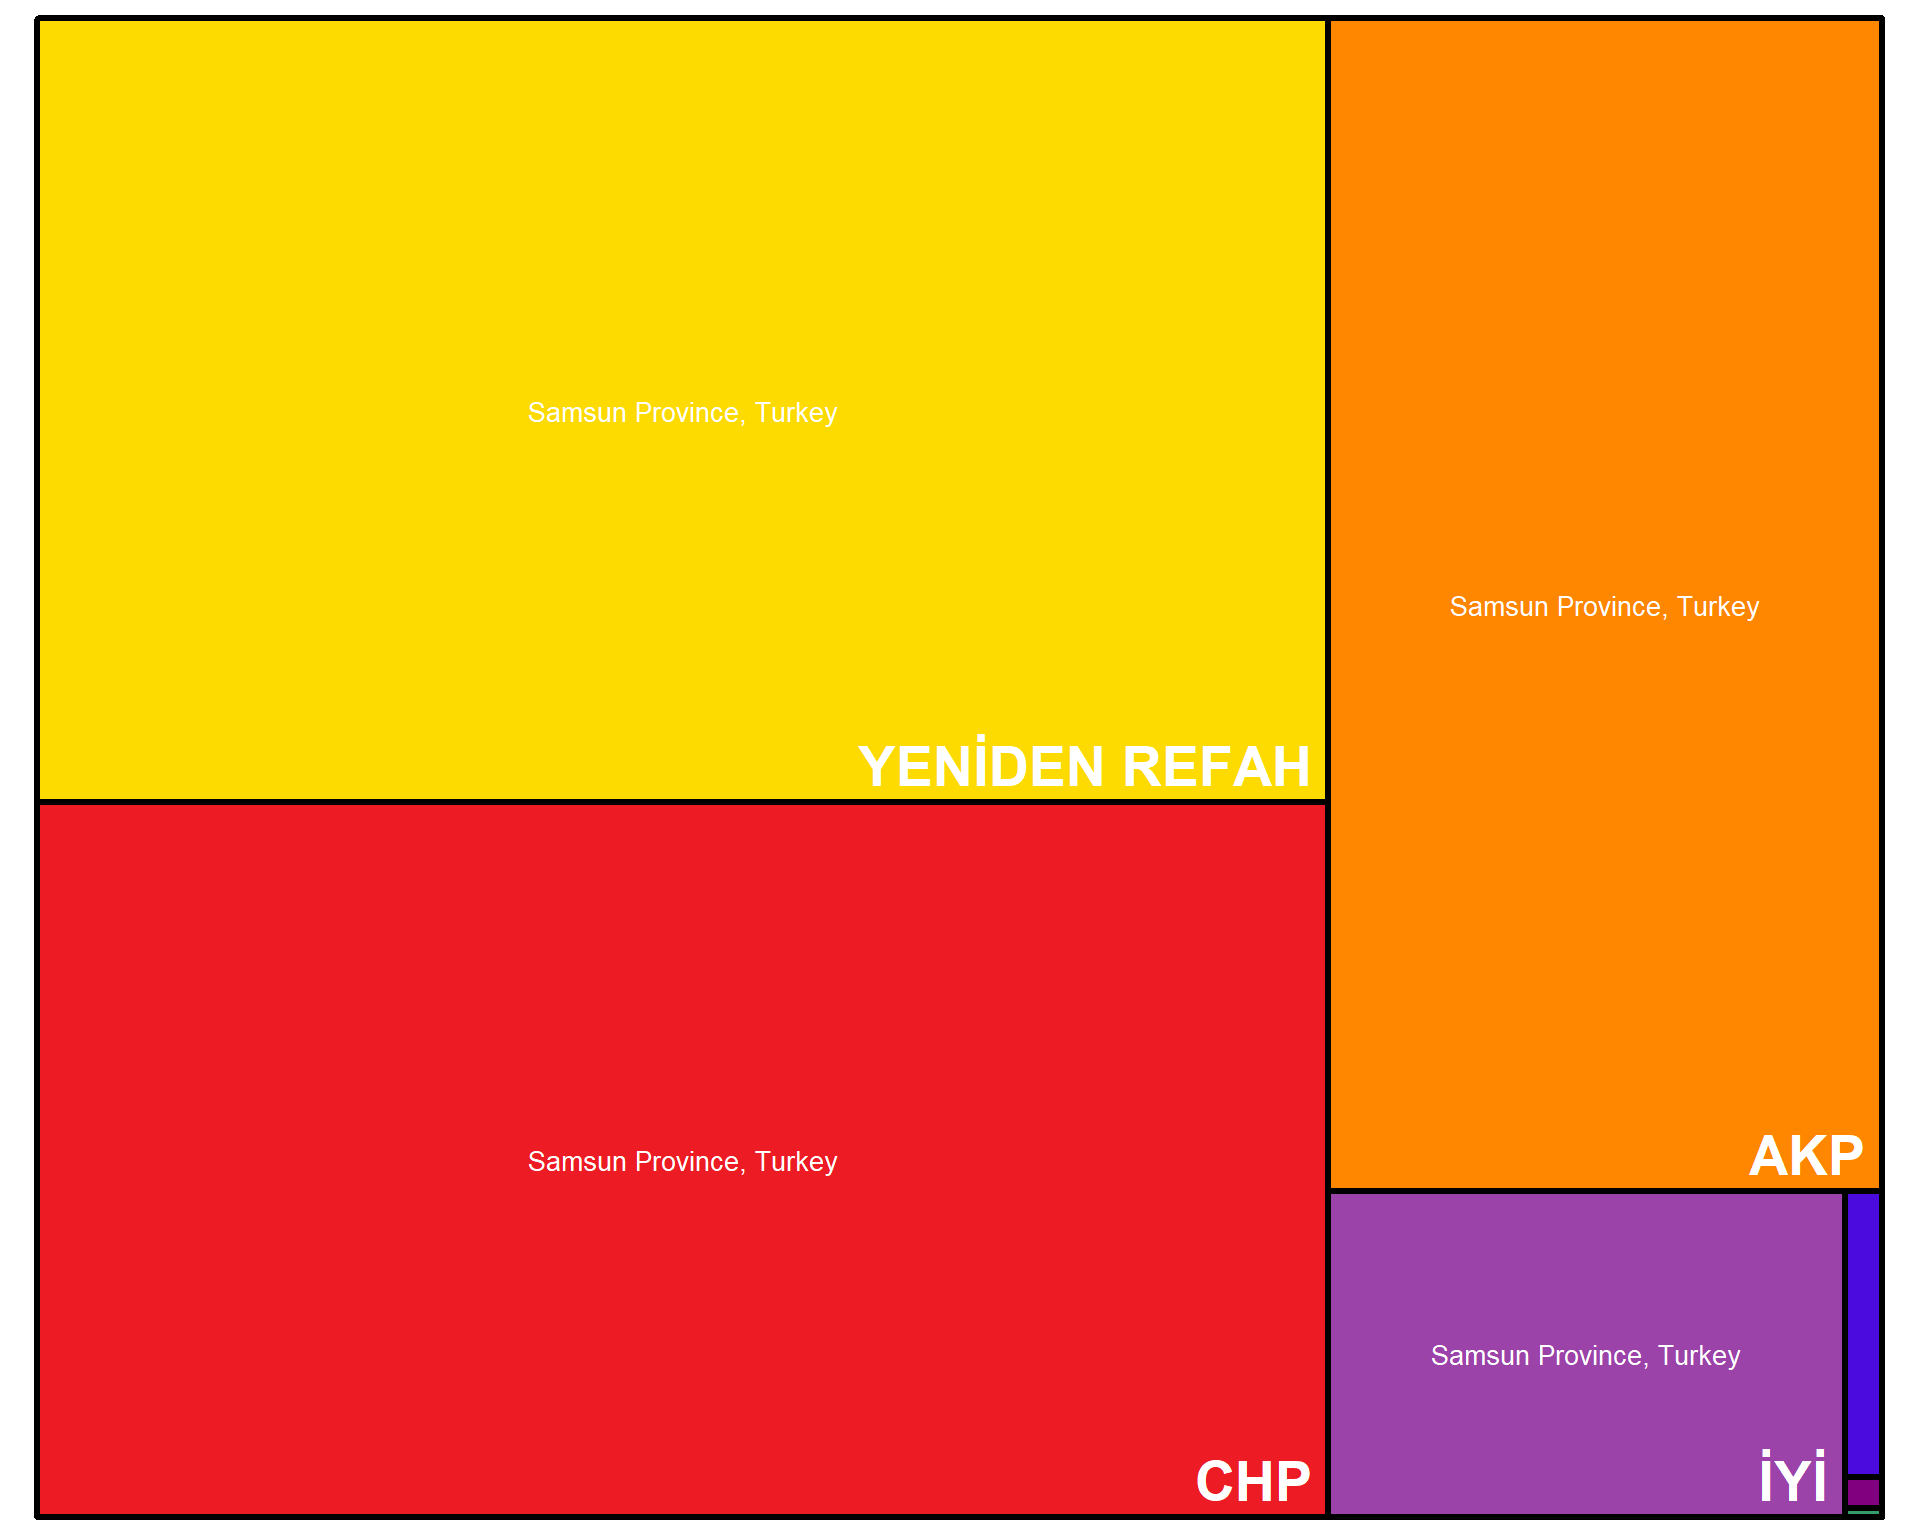 Samsun Province, Turkey
YENİDEN REFAH
Samsun Province, Turkey
CHP
Samsun Province, Turkey
AKP
Samsun Province, Turkey
İYİ